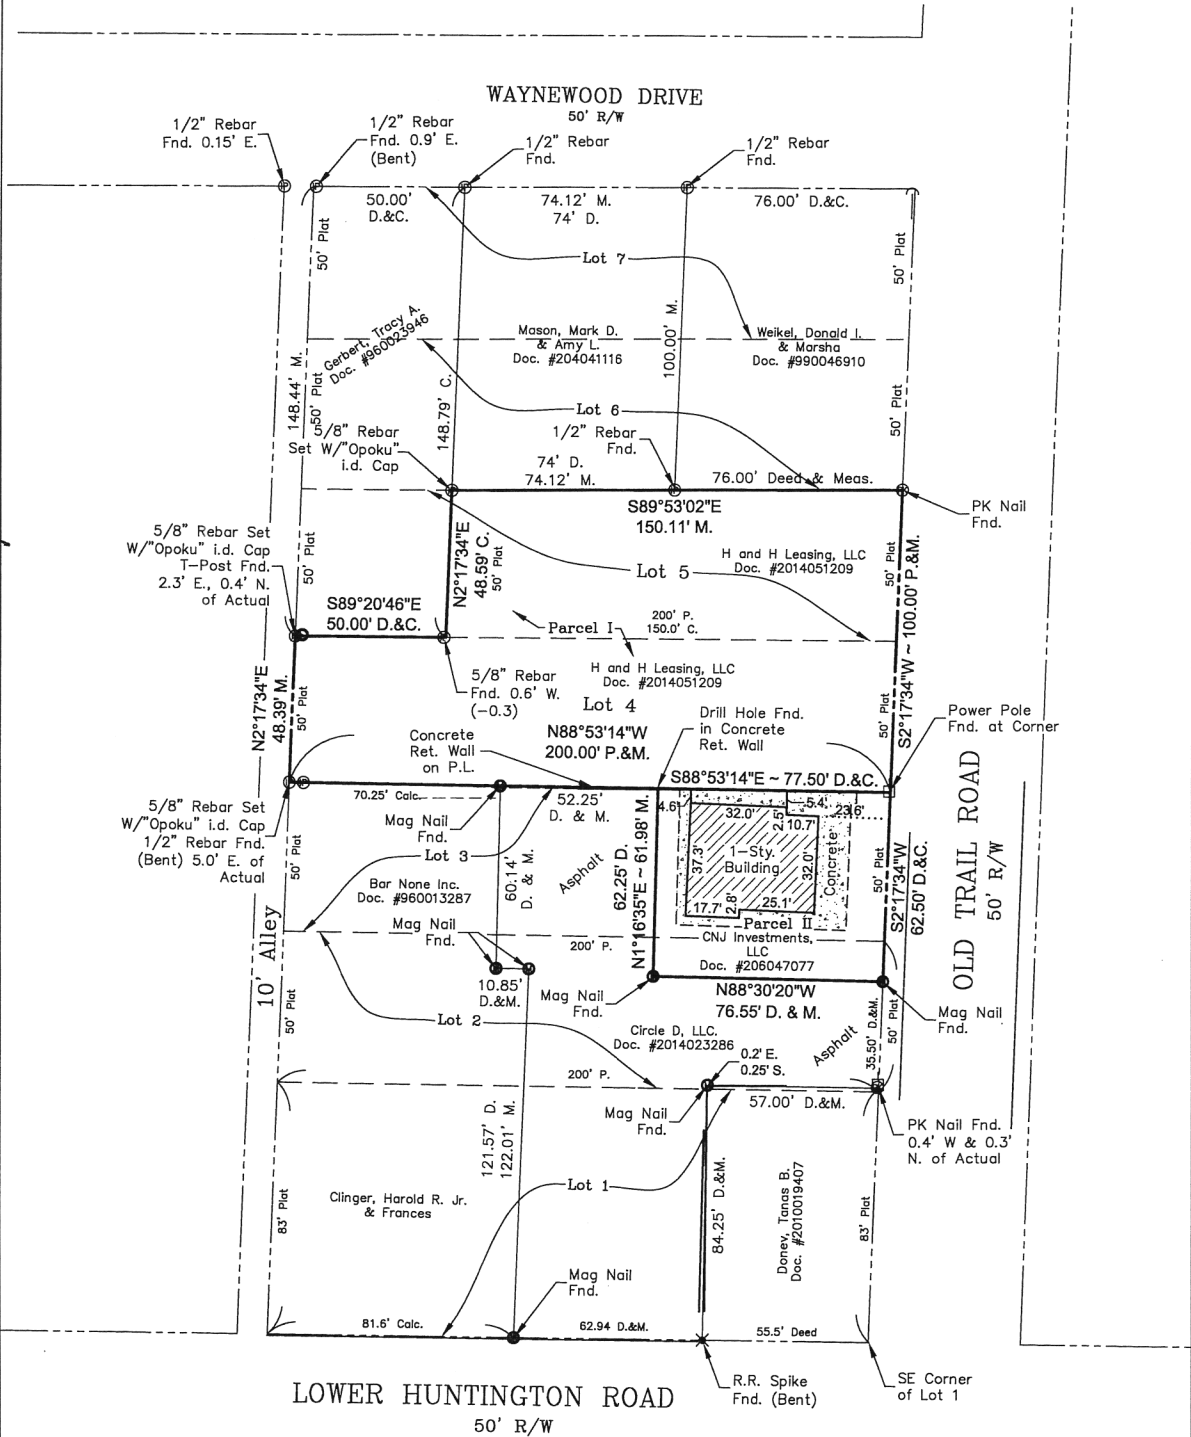 WAYNEWOOD DRIVE
50' R/W
1/2" Rebar
Fnd. 0.15' E.
1/2" Rebar
Fnd. 0.9' E.
(Bent)
1/2" Rebar
Fnd.
1/2" Rebar
Fnd.
50.00'
D.&C.
74.12' M.
74' D.
76.00' D.&C.
50' Plat
50' Plat
Lot 7
Gerbert, Tracy A.
Doc. #960023946
Mason, Mark D.
& Amy L.
Doc. #204041116
100.00' M.
Weikel, Donald I.
& Marsha
Doc. #990046910
148.44' M.
50' Plat
148.79' C.
50' Plat
Lot 6
5/8" Rebar
Set W/"Opoku"
i.d. Cap
1/2" Rebar
Fnd.
74' D.
74.12' M.
76.00' Deed & Meas.
S89°53'02"E
150.11' M.
PK Nail
Fnd.
5/8" Rebar Set
W/"Opoku" i.d. Cap
T-Post Fnd.
2.3' E., 0.4' N.
of Actual
50' Plat
N2°17'34"E
48.59' C.
50' Plat
H and H Leasing, LLC
Doc. #2014051209
50' Plat
S2°17'34"W ~ 100.00' P.&M.
Lot 5
S89°20'46"E
50.00' D.&C.
200' P.
150.0' C.
Parcel I
5/8" Rebar
Fnd. 0.6' W.
(-0.3)
H and H Leasing, LLC
Doc. #2014051209
Lot 4
N2°17'34"E
48.39' M.
50' Plat
50' Plat
Concrete
Ret. Wall
on P.L.
N88°53'14"W
200.00' P.&M.
Drill Hole Fnd.
in Concrete
Ret. Wall
Power Pole
Fnd. at Corner
S88°53'14"E ~ 77.50' D.&C.
5/8" Rebar Set
W/"Opoku" i.d. Cap
1/2" Rebar Fnd.
(Bent) 5.0' E. of
Actual
70.25' Calc.
52.25'
D. & M.
Mag Nail
Fnd.
4.6'
32.0'
2.5'
5.4'
10.7'
23.6'
37.3'
1-Sty.
Building
32.0'
Concrete
17.7'
2.8'
25.1'
Lot 3
50' Plat
60.14'
D. & M.
Asphalt
62.25' D.
N1°16'35"E ~ 61.98' M.
50' Plat
S2°17'34"W
62.50' D.&C.
OLD TRAIL ROAD
50' R/W
Bar None Inc.
Doc. #960013287
Mag Nail
Fnd.
Parcel II
200' P.
CNJ Investments,
LLC
Doc. #206047077
10' Alley
50' Plat
10.85'
D.&M.
Mag Nail
Fnd.
N88°30'20"W
76.55' D. & M.
Mag Nail
Fnd.
Lot 2
Circle D, LLC.
Doc. #2014023286
Asphalt
35.50' D.&M.
50' Plat
0.2' E.
0.25' S.
200' P.
Mag Nail
Fnd.
57.00' D.&M.
PK Nail Fnd.
0.4' W & 0.3'
N. of Actual
121.57' D.
122.01' M.
Lot 1
83' Plat
Clinger, Harold R. Jr.
& Frances
84.25' D.&M.
Donev, Tanas B.
Doc. #2010019407
83' Plat
Mag Nail
Fnd.
81.6' Calc.
62.94 D.&M.
55.5' Deed
R.R. Spike
Fnd. (Bent)
SE Corner
of Lot 1
LOWER HUNTINGTON ROAD
50' R/W